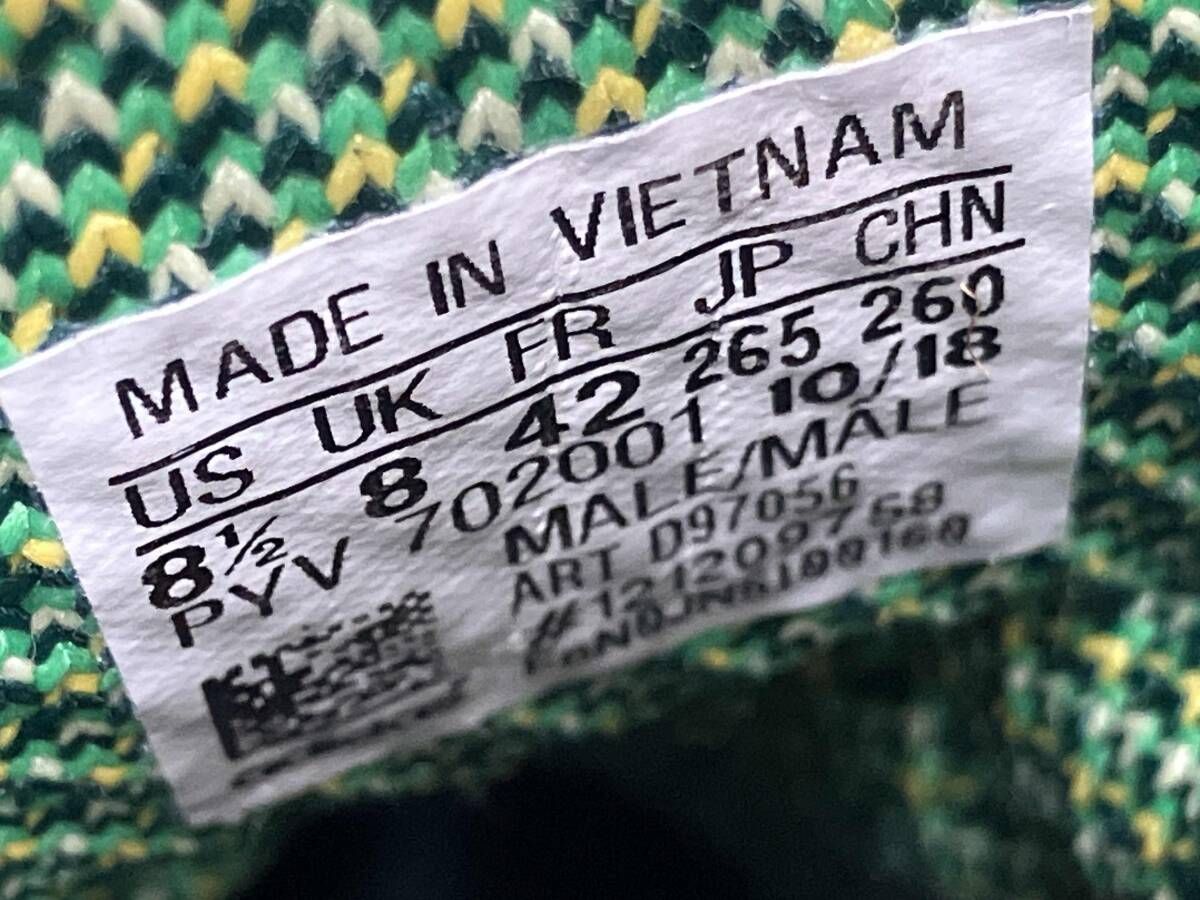 MADE IN VIETNAM
US UK FR JP CHN
8½ 8 42 265 260
PYV 702001 10/18
MALE/MÂLE
ART D97056
#1212097568